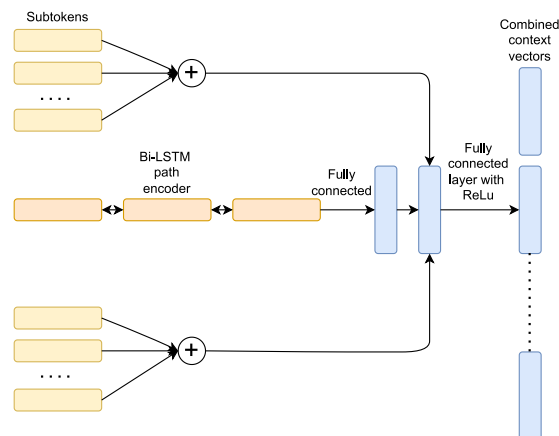 Subtokens
....
+
Bi-LSTM
path
encoder
Fully
connected
Fully
connected
layer with
ReLu
Combined
context
vectors
....
+